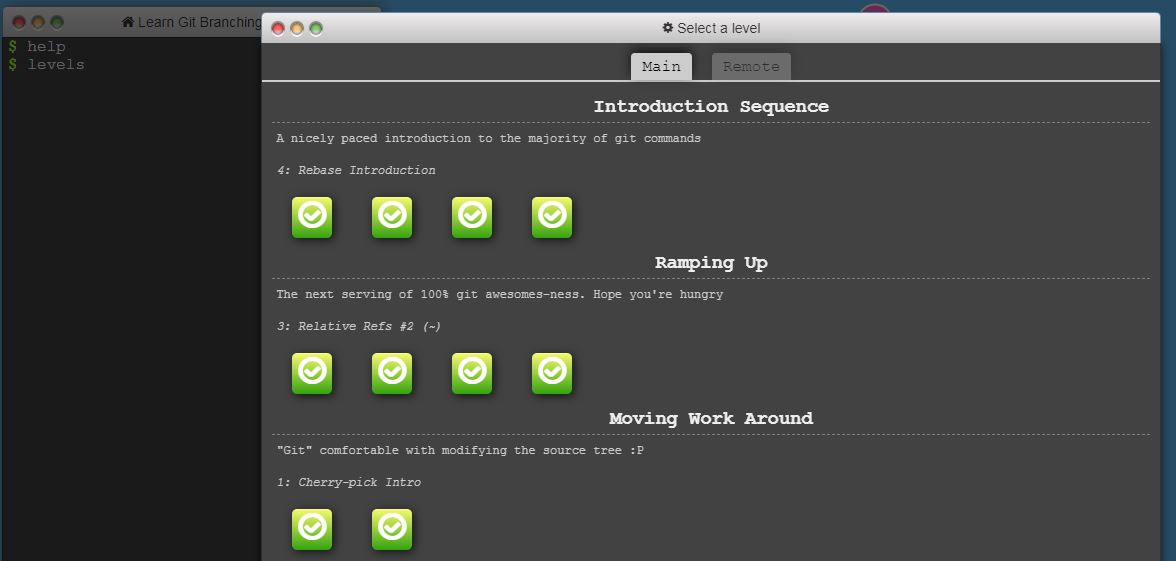 Learn Git Branching
$ help
$ levels
Select a level
Main Remote
Introduction Sequence
A nicely paced introduction to the majority of git commands
4: Rebase Introduction
Ramping Up
The next serving of 100% git awesomes-ness. Hope you're hungry
3: Relative Refs #2 (~)
Moving Work Around
"Git" comfortable with modifying the source tree :P
1: Cherry-pick Intro